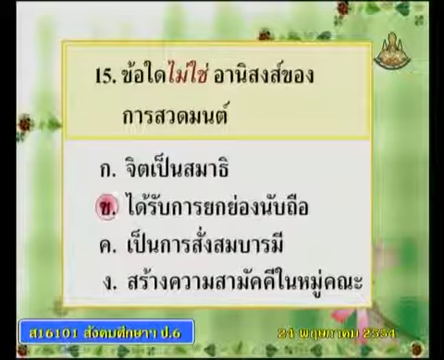 15. ข้อใดไม่ใช่ อานิสงส์ของ
การสวดมนต์
ก. จิตเป็นสมาธิ
ข. ได้รับการยกย่องนับถือ
ค. เป็นการสั่งสมบารมี
ง. สร้างความสามัคคีในหมู่คณะ
ส16101 สังคมศึกษาฯ ป.6
24 พฤษภาคม 2554